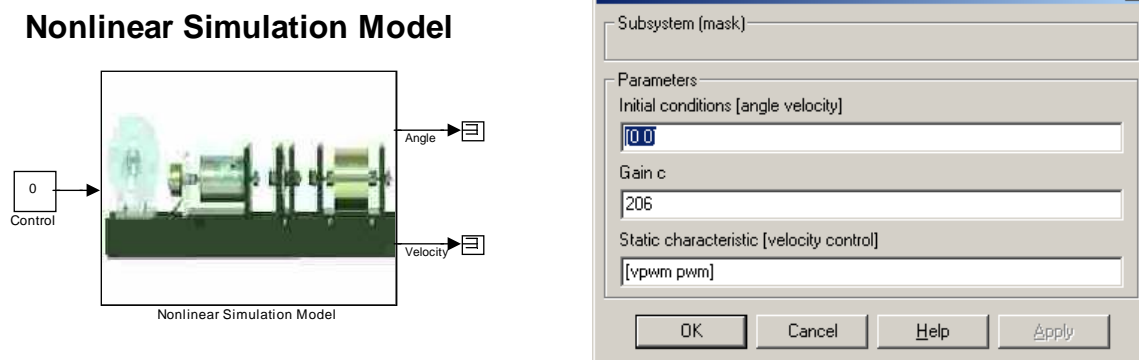 Nonlinear Simulation Model
Angle
0
Control
Velocity
Nonlinear Simulation Model
Subsystem (mask)
Parameters
Initial conditions [angle velocity]
[0 0]
Gain c
206
Static characteristic [velocity control]
[vpwm pwm]
OK Cancel Help Apply